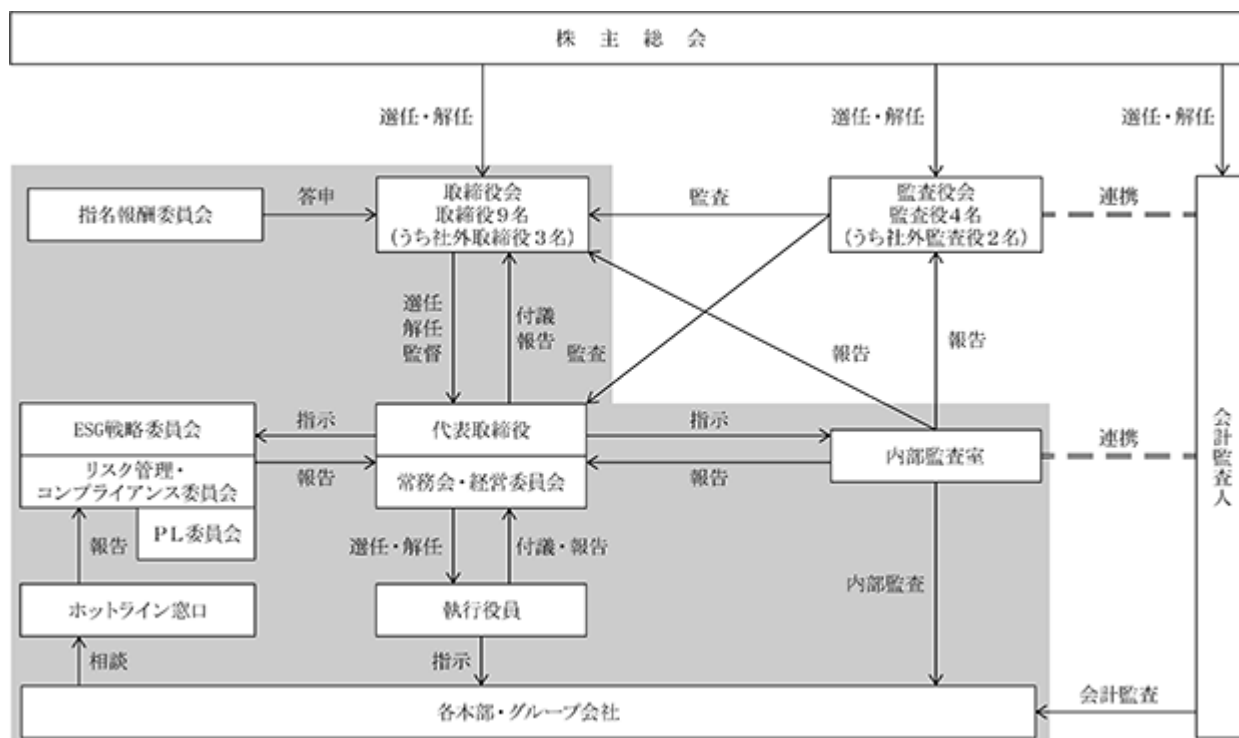 株主総会
選任・解任
選任・解任
選任・解任
指名報酬委員会
答申
取締役会
取締役9名
(うち社外取締役3名)
監査
監査役会
監査役4名
(うち社外監査役2名)
連携
選任
解任
監督
付議
報告
監査
報告
報告
ESG戦略委員会
指示
代表取締役
指示
内部監査室
連携
会計監査人
リスク管理・
コンプライアンス委員会
報告
常務会・経営委員会
報告
PL委員会
報告
選任・解任
付議・報告
内部監査
ホットライン窓口
執行役員
相談
指示
各本部・グループ会社
会計監査